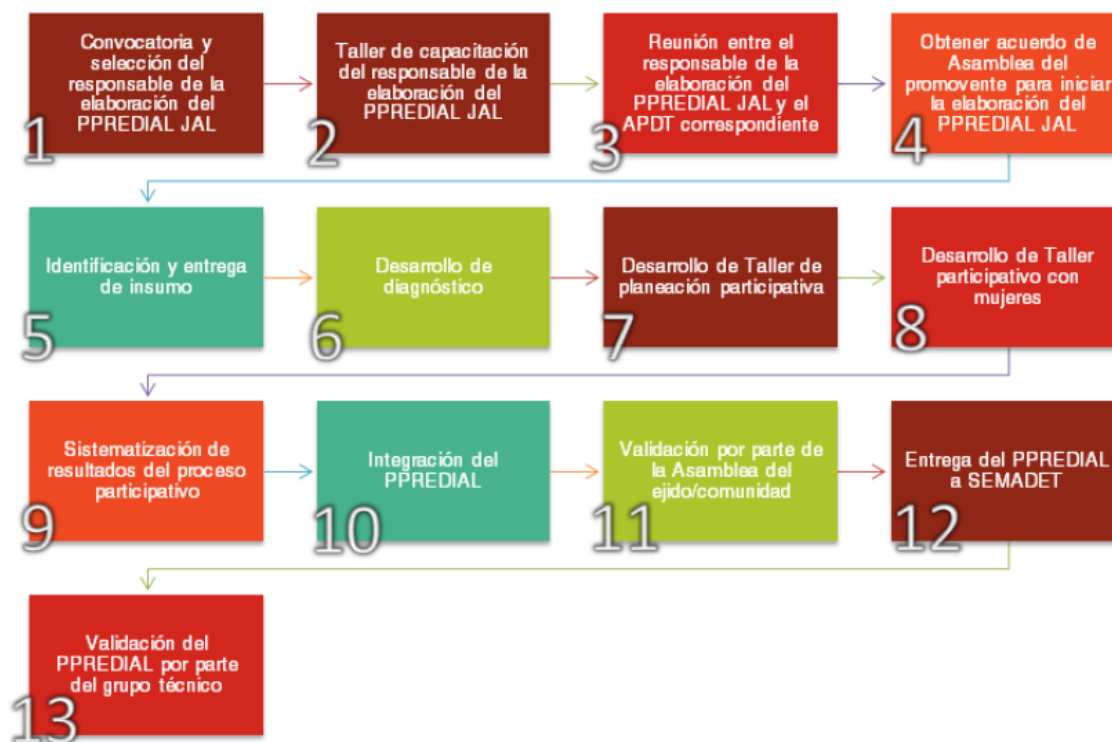 Convocatoria y
selección del
responsable de la
elaboración del
PPREDIAL JAL
1
Taller de capacitación
del responsable de la
elaboración del
PPREDIAL JAL
2
Reunión entre el
responsable de la
elaboración del
PPREDIAL JAL y el
APDT correspondiente
3
Obtener acuerdo de
Asamblea del
promovente para iniciar
la elaboración del
PPREDIAL JAL
4
Identificación y entrega
de insumo
5
Desarrollo de
diagnóstico
6
Desarrollo de Taller de
planeación participativa
7
Desarrollo de Taller
participativo con
mujeres
8
Sistematización de
resultados del proceso
participativo
9
Integración del
PPREDIAL
10
Validación por parte de
la Asamblea del
ejido/comunidad
11
Entrega del PPREDIAL
a SEMADET
12
Validación del
PPREDIAL por parte
del grupo técnico
13